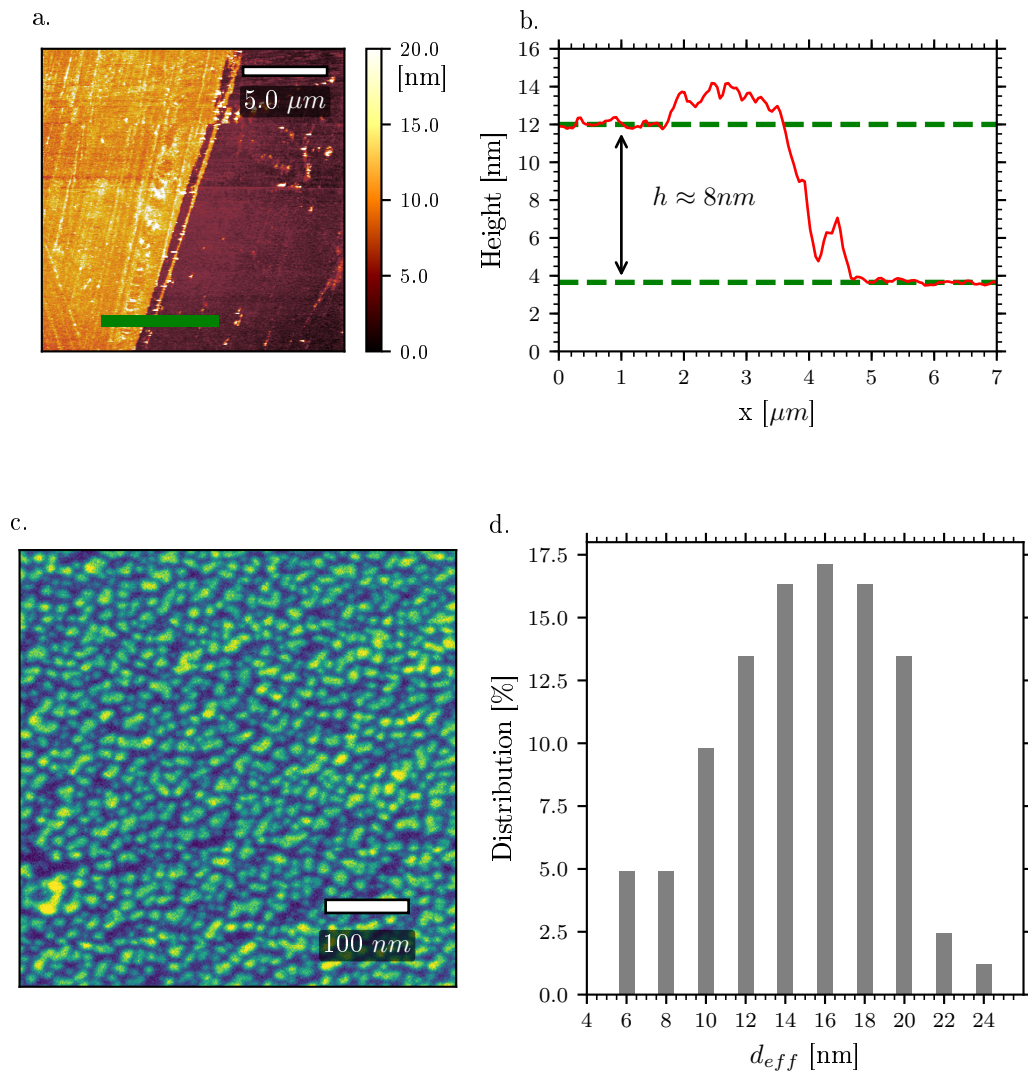 a.
20.0
[nm]
15.0
10.0
5.0
0.0
5.0 μm
b.
16
14
12
10
8
6
4
2
0
Height [nm]
h ≈ 8nm
0 1 2 3 4 5 6 7
x [μm]
c.
100 nm
d.
17.5
15.0
12.5
10.0
7.5
5.0
2.5
0.0
Distribution [%]
4 6 8 10 12 14 16 18 20 22 24
d_{eff} [nm]